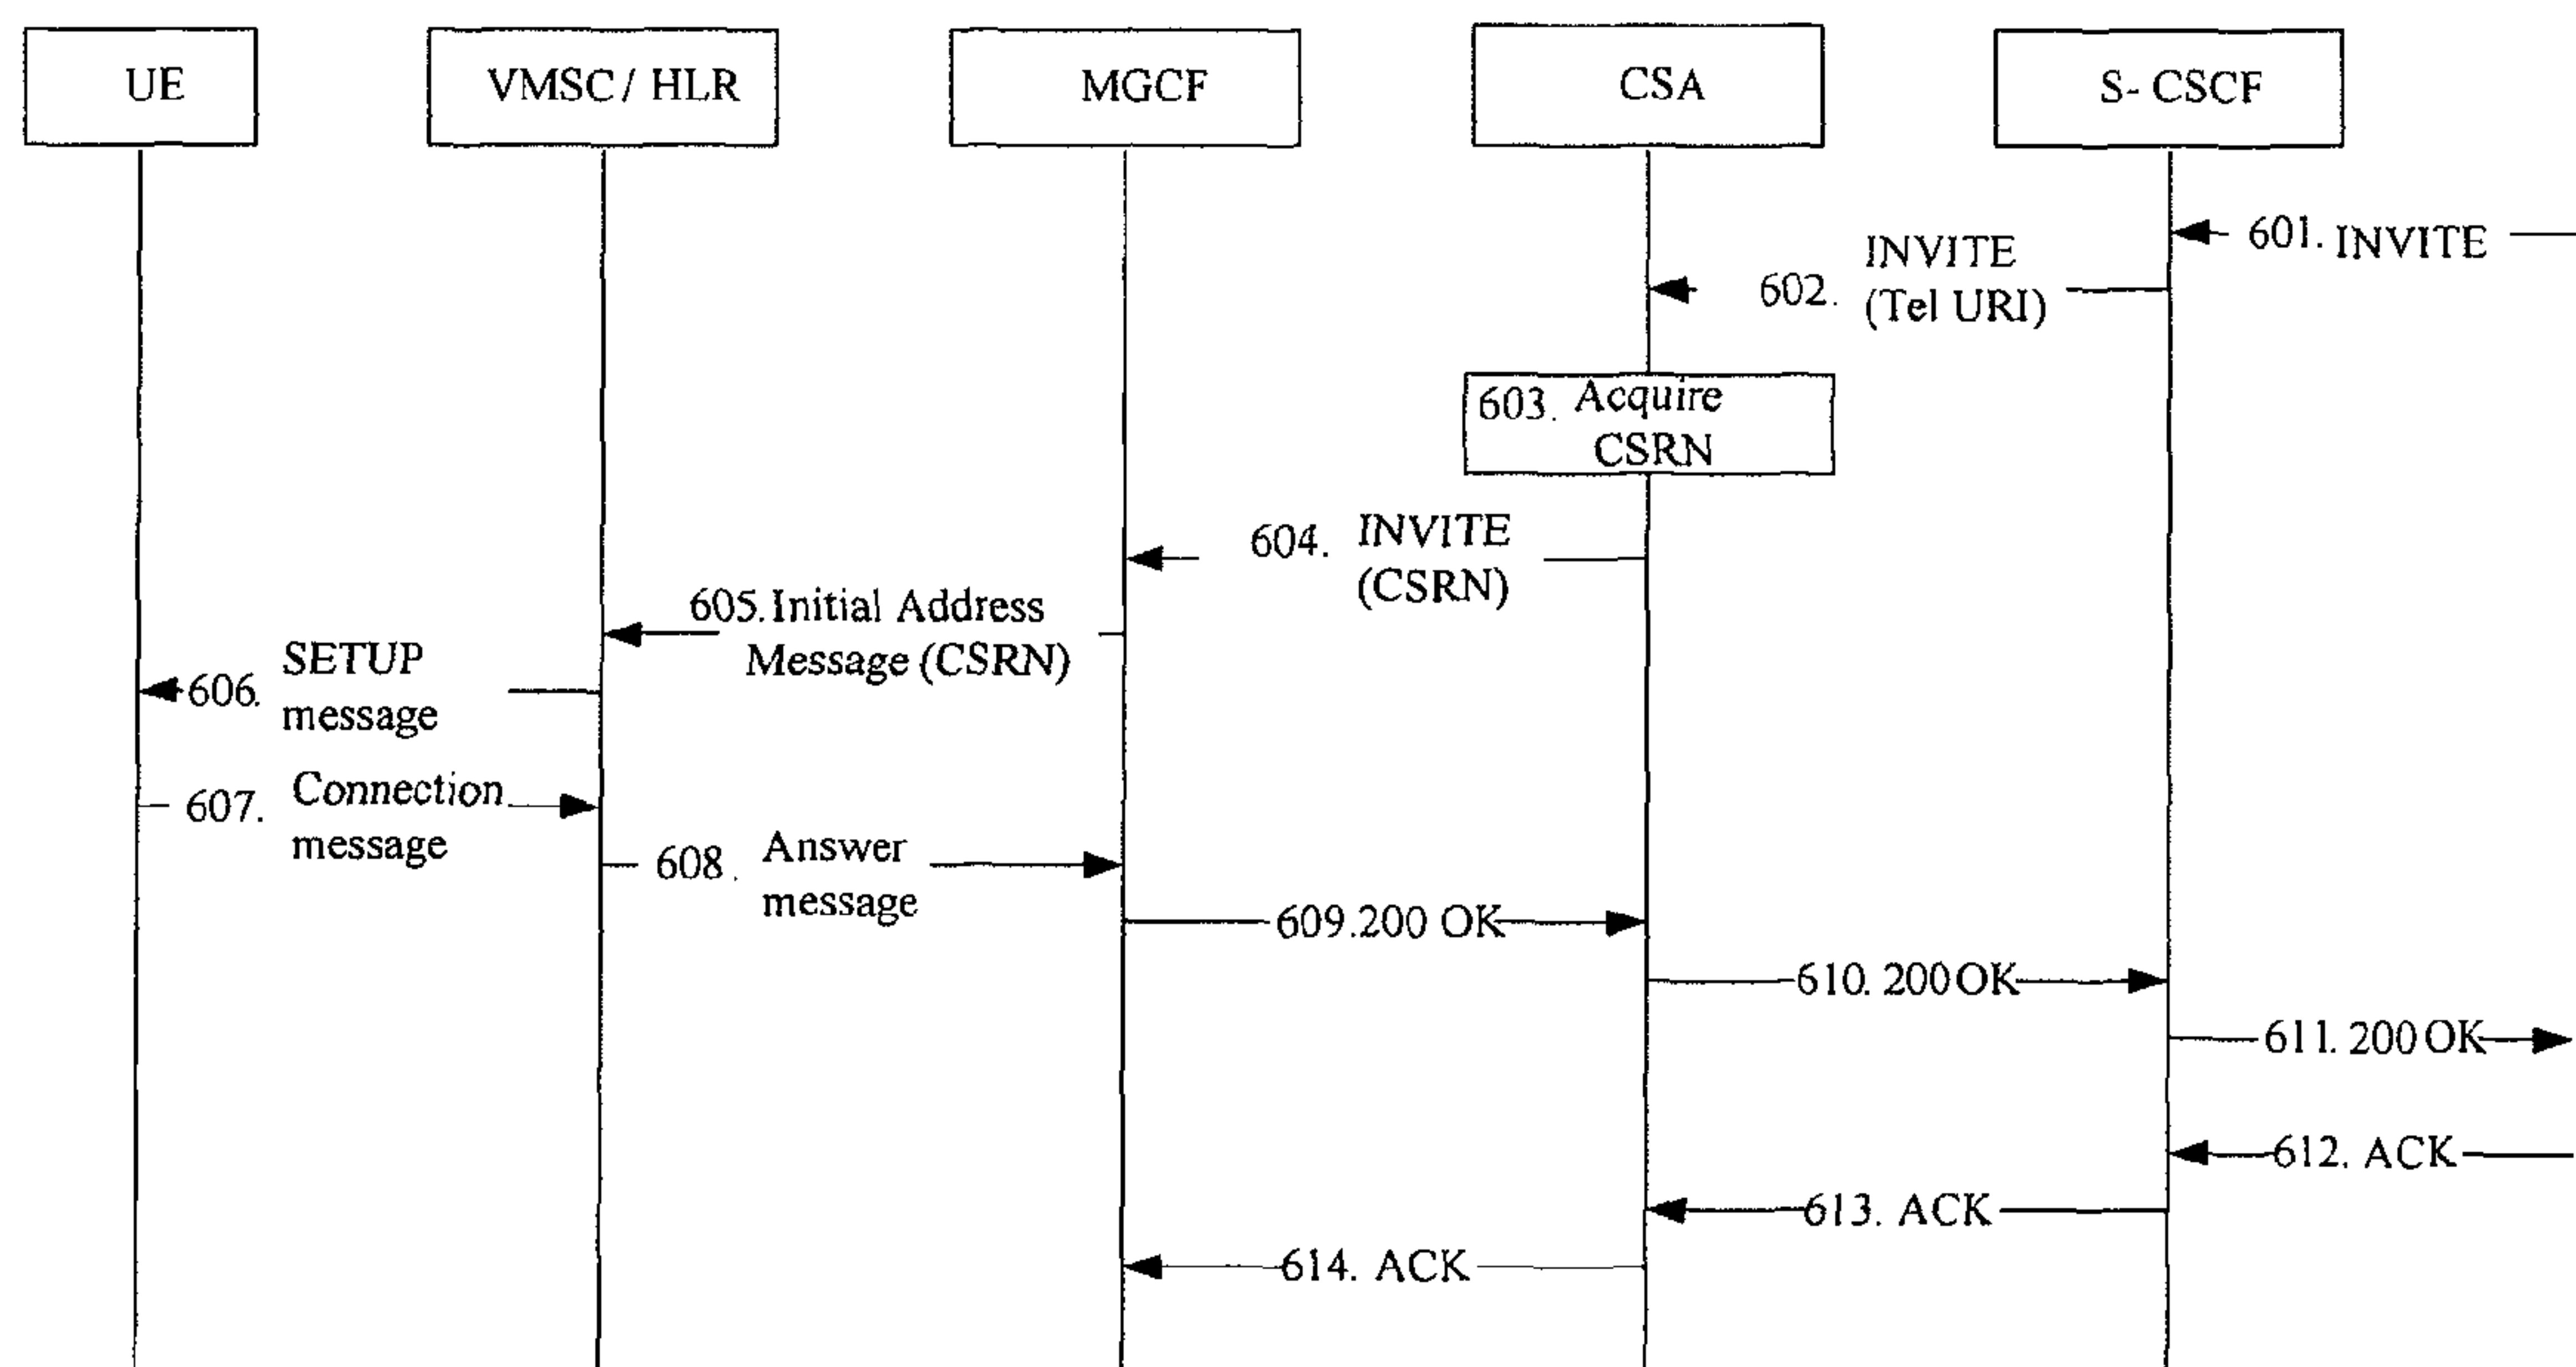 UE
VMSC / HLR
MGCF
CSA
S- CSCF
601. INVITE
602. INVITE
(Tel URI)
603. Acquire
CSRN
604. INVITE
(CSRN)
605. Initial Address
Message (CSRN)
606. SETUP
message
607. Connection
message
608. Answer
message
609.200 OK
610. 200 OK
611. 200 OK
612. ACK
613. ACK
614. ACK